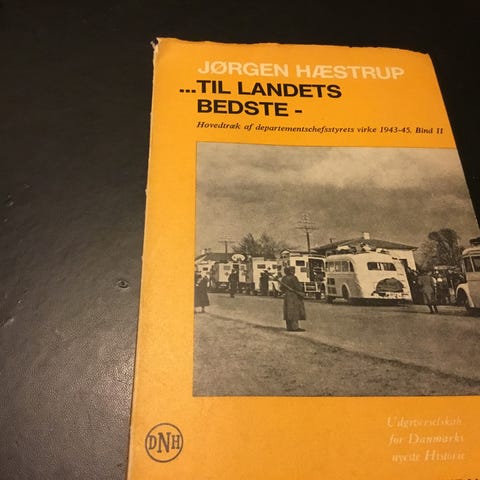 JØRGEN HÆSTRUP
...TIL LANDETS
BEDSTE -
Hovedtræk af departementschefsstyrets virke 1943-45. Bind II
Udgiverselskab
for Danmarks
nyeste Historie
DNH